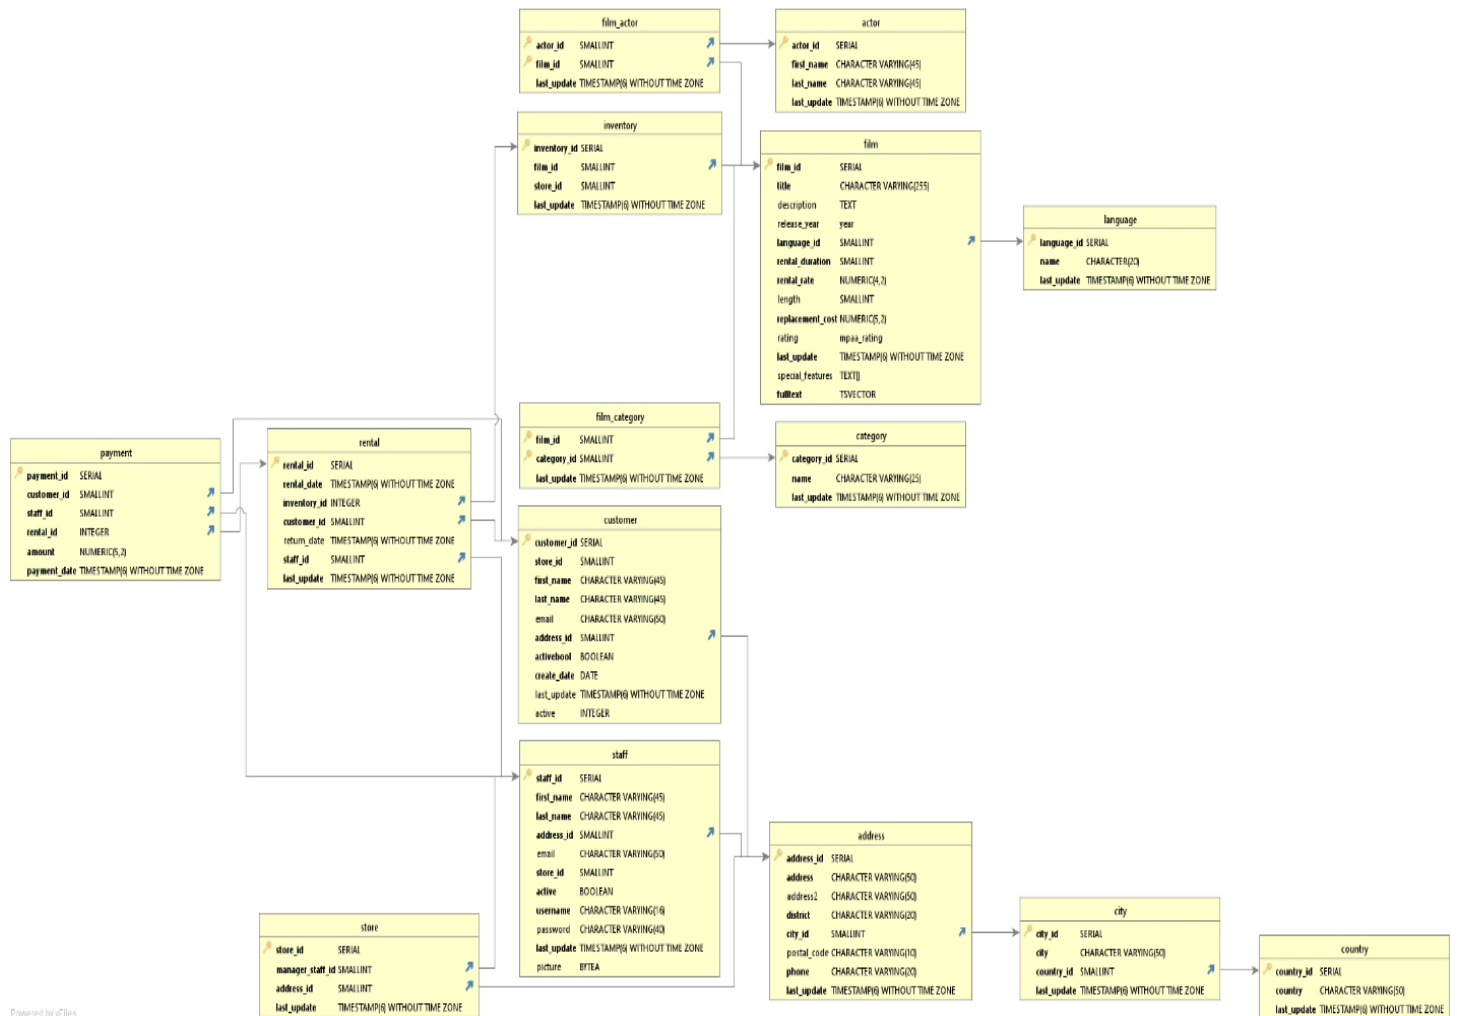 film_actor
actor_id SMALLINT
film_id SMALLINT
last_update TIMESTAMP(6) WITHOUT TIME ZONE
actor
actor_id SERIAL
first_name CHARACTER VARYING(45)
last_name CHARACTER VARYING(45)
last_update TIMESTAMP(6) WITHOUT TIME ZONE
inventory
inventory_id SERIAL
film_id SMALLINT
store_id SMALLINT
last_update TIMESTAMP(6) WITHOUT TIME ZONE
film
film_id SERIAL
title CHARACTER VARYING(255)
description TEXT
release_year year
language_id SMALLINT
rental_duration SMALLINT
rental_rate NUMERIC(4,2)
length SMALLINT
replacement_cost NUMERIC(5,2)
rating mpaa_rating
last_update TIMESTAMP(6) WITHOUT TIME ZONE
special_features TEXT[]
fulltext TSVECTOR
language
language_id SERIAL
name CHARACTER(20)
last_update TIMESTAMP(6) WITHOUT TIME ZONE
film_category
film_id SMALLINT
category_id SMALLINT
last_update TIMESTAMP(6) WITHOUT TIME ZONE
category
category_id SERIAL
name CHARACTER VARYING(25)
last_update TIMESTAMP(6) WITHOUT TIME ZONE
payment
payment_id SERIAL
customer_id SMALLINT
staff_id SMALLINT
rental_id INTEGER
amount NUMERIC(5,2)
payment_date TIMESTAMP(6) WITHOUT TIME ZONE
rental
rental_id SERIAL
rental_date TIMESTAMP(6) WITHOUT TIME ZONE
inventory_id INTEGER
customer_id SMALLINT
return_date TIMESTAMP(6) WITHOUT TIME ZONE
staff_id SMALLINT
last_update TIMESTAMP(6) WITHOUT TIME ZONE
customer
customer_id SERIAL
store_id SMALLINT
first_name CHARACTER VARYING(45)
last_name CHARACTER VARYING(45)
email CHARACTER VARYING(50)
address_id SMALLINT
activebool BOOLEAN
create_date DATE
last_update TIMESTAMP(6) WITHOUT TIME ZONE
active INTEGER
staff
staff_id SERIAL
first_name CHARACTER VARYING(45)
last_name CHARACTER VARYING(45)
address_id SMALLINT
email CHARACTER VARYING(50)
store_id SMALLINT
active BOOLEAN
username CHARACTER VARYING(16)
password CHARACTER VARYING(40)
last_update TIMESTAMP(6) WITHOUT TIME ZONE
picture BYTEA
store
store_id SERIAL
manager_staff_id SMALLINT
address_id SMALLINT
last_update TIMESTAMP(6) WITHOUT TIME ZONE
address
address_id SERIAL
address CHARACTER VARYING(50)
address2 CHARACTER VARYING(50)
district CHARACTER VARYING(20)
city_id SMALLINT
postal_code CHARACTER VARYING(10)
phone CHARACTER VARYING(20)
last_update TIMESTAMP(6) WITHOUT TIME ZONE
city
city_id SERIAL
city CHARACTER VARYING(50)
country_id SMALLINT
last_update TIMESTAMP(6) WITHOUT TIME ZONE
country
country_id SERIAL
country CHARACTER VARYING(50)
last_update TIMESTAMP(6) WITHOUT TIME ZONE
Powered by yFiles